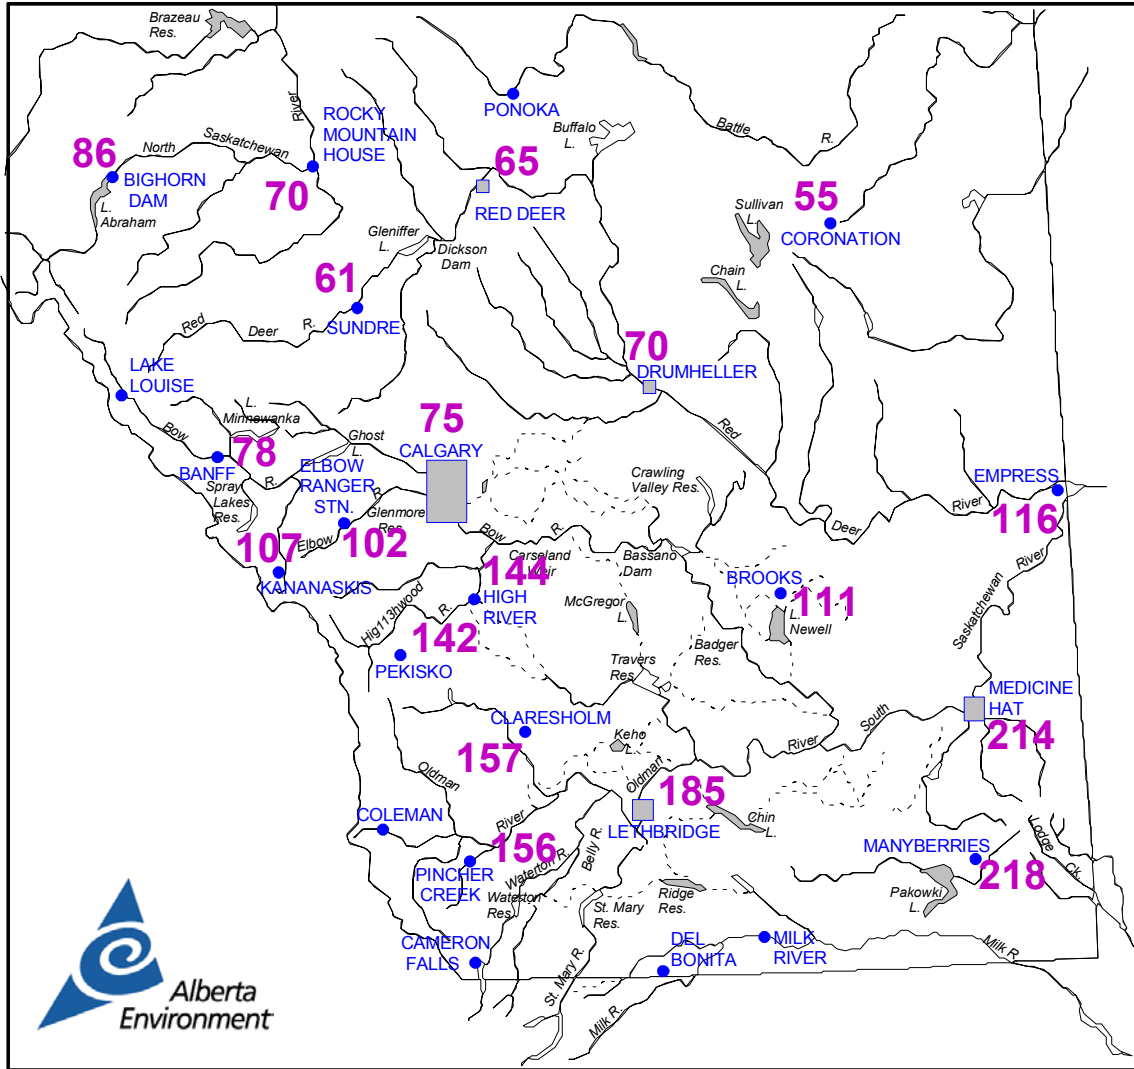 Brazeau
Res.
River
ROCKY
MOUNTAIN
HOUSE
PONOKA
Buffalo
L.
Battle
R.
86
North
Saskatchewan
BIGHORN
DAM
L.
Abraham
70
65
RED DEER
Gleniffer
L.
Dickson
Dam
55
Sullivan
L.
CORONATION
Chain
L.
61
SUNDRE
Red
Deer
R.
70
DRUMHELLER
Red
LAKE
LOUISE
L.
Minnewanka
Bow
78
BANFF
R.
Spray
Lakes
Res.
Ghost
L.
75
CALGARY
ELBOW
RANGER
STN.
R.
Glenmore
Res.
Elbow
102
107
KANANASKIS
Bow
R.
Carseland
Weir
Crawling
Valley Res.
Bassano
Dam
Deer
River
EMPRESS
116
River
Saskatchewan
144
HIGH
RIVER
Hig113hwood
R.
142
PEKISKO
McGregor
L.
BROOKS
111
L.
Newell
Badger
Res.
Travers
Res.
MEDICINE
HAT
214
South
River
CLARESHOLM
157
Keho
L.
Oldman
Oldman
185
LETHBRIDGE
Chin
L.
COLEMAN
River
156
PINCHER
CREEK
Waterton R.
Waterton
Res.
Belly R.
St. Mary
Res.
Ridge
Res.
MANYBERRIES
218
Pakowki
L.
Lodge
Ck.
CAMERON
FALLS
St. Mary R.
DEL
BONITA
MILK
RIVER
Milk R.
Milk R.
Alberta
Environment